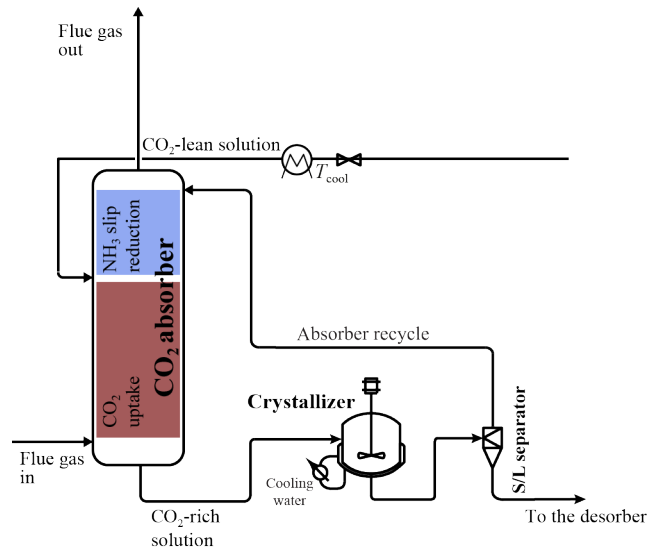 Flue gas
out
CO₂-lean solution
T_cool
NH₃ slip
reduction
CO₂ absorber
CO₂
uptake
Absorber recycle
Crystallizer
S/L separator
Flue gas
in
Cooling
water
CO₂-rich
solution
To the desorber